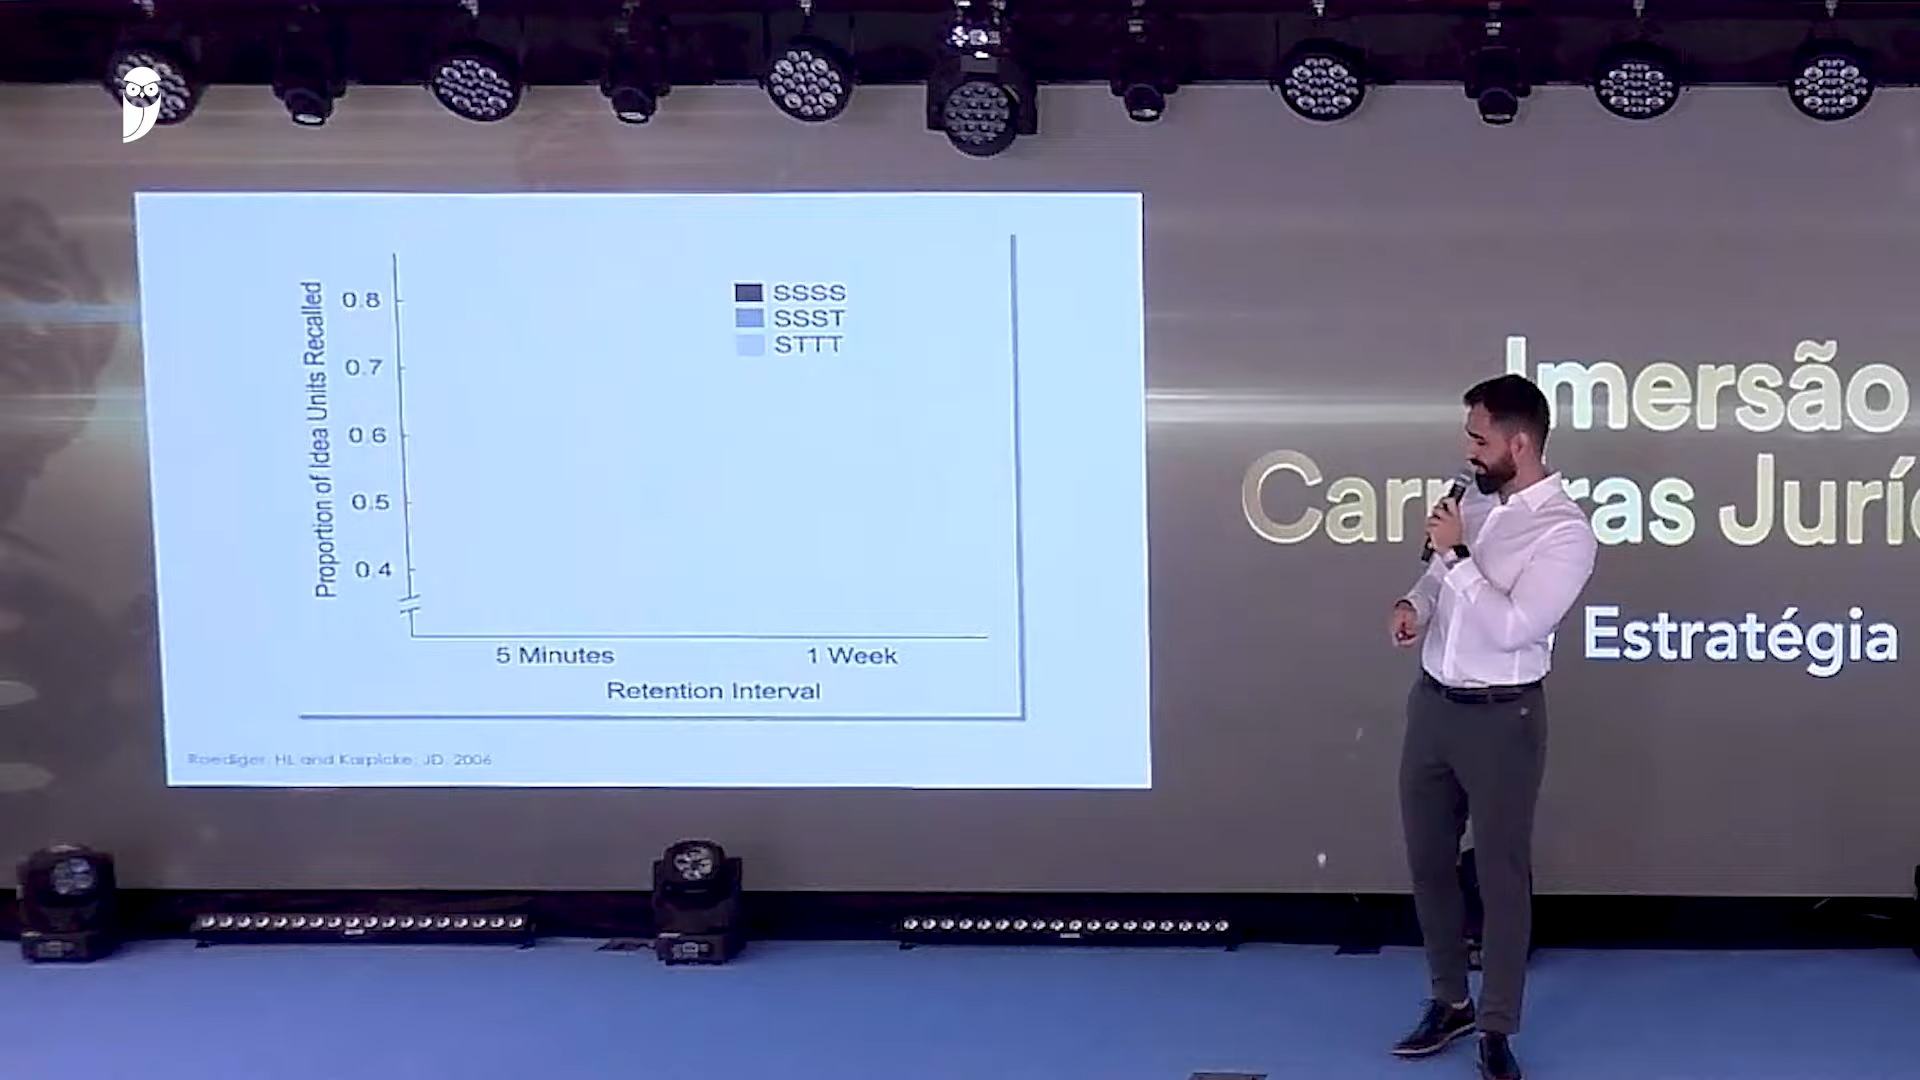 Proportion of Idea Units Recalled
0.8
0.7
0.6
0.5
0.4
SSSS
SSST
STTT
5 Minutes
1 Week
Retention Interval
Roediger, HL and Karpicke, JD. 2006
Imersão
Estratégia